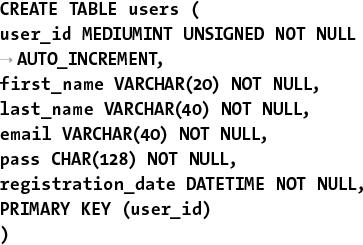 CREATE TABLE users (
user_id MEDIUMINT UNSIGNED NOT NULL
→ AUTO_INCREMENT,
first_name VARCHAR(20) NOT NULL,
last_name VARCHAR(40) NOT NULL,
email VARCHAR(40) NOT NULL,
pass CHAR(128) NOT NULL,
registration_date DATETIME NOT NULL,
PRIMARY KEY (user_id)
)